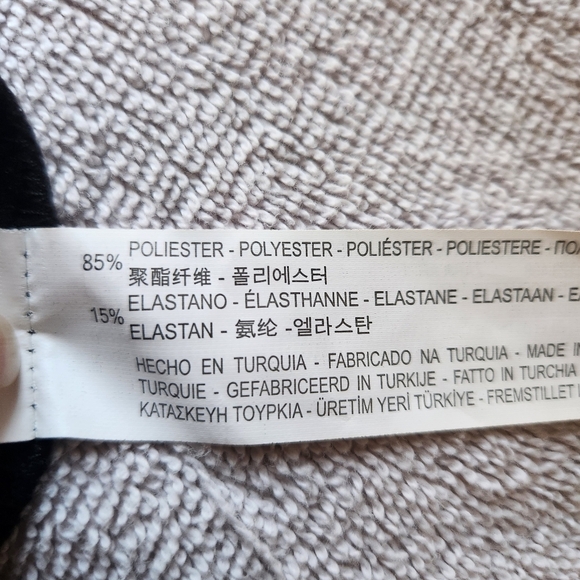 85% POLIESTER - POLYESTER - POLIÉSTER - POLIESTERE -
聚酯纤维 - 폴리에스터
15% ELASTANO - ÉLASTHANNE - ELASTANE - ELASTAAN -
ELASTAN - 氨纶 -엘라스탄
HECHO EN TURQUIA - FABRICADO NA TURQUIA - MADE IN
TURQUIE - GEFABRICEERD IN TURKIJE - FATTO IN TURCHIA
ΚΑΤΑΣΚΕΥΗ ΤΟΥΡΚΙΑ - ÜRETİM YERİ TÜRKİYE - FREMSTILLET